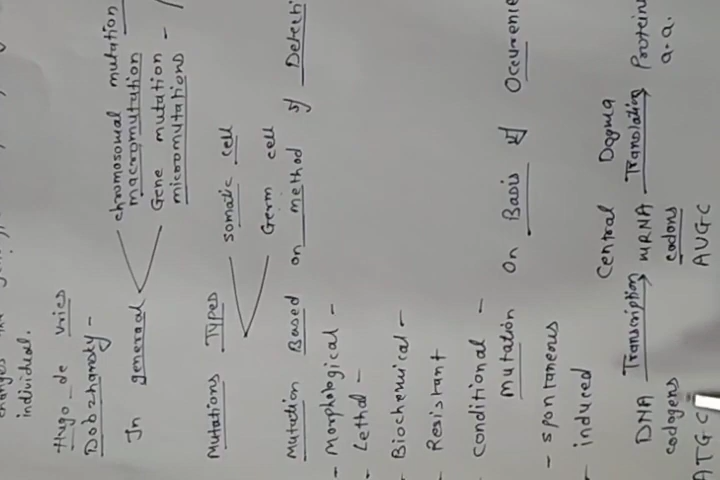 individual.
Hugo de vries
Dobzhansky -
In general
chromosomal mutation
macromutation
Gene mutation -
micromutations
Mutations Types
somatic cell
Germ cell
Mutation Based on method of Detecti
- Morphological -
- Lethal -
Biochemical -
- Resistant
conditional -
Mutation On Basis of Occurrence
- spontaneous
- induced
Central Dogma
DNA Transcription mRNA Translation Protein
codogens codons a.a.
ATGC AUGC